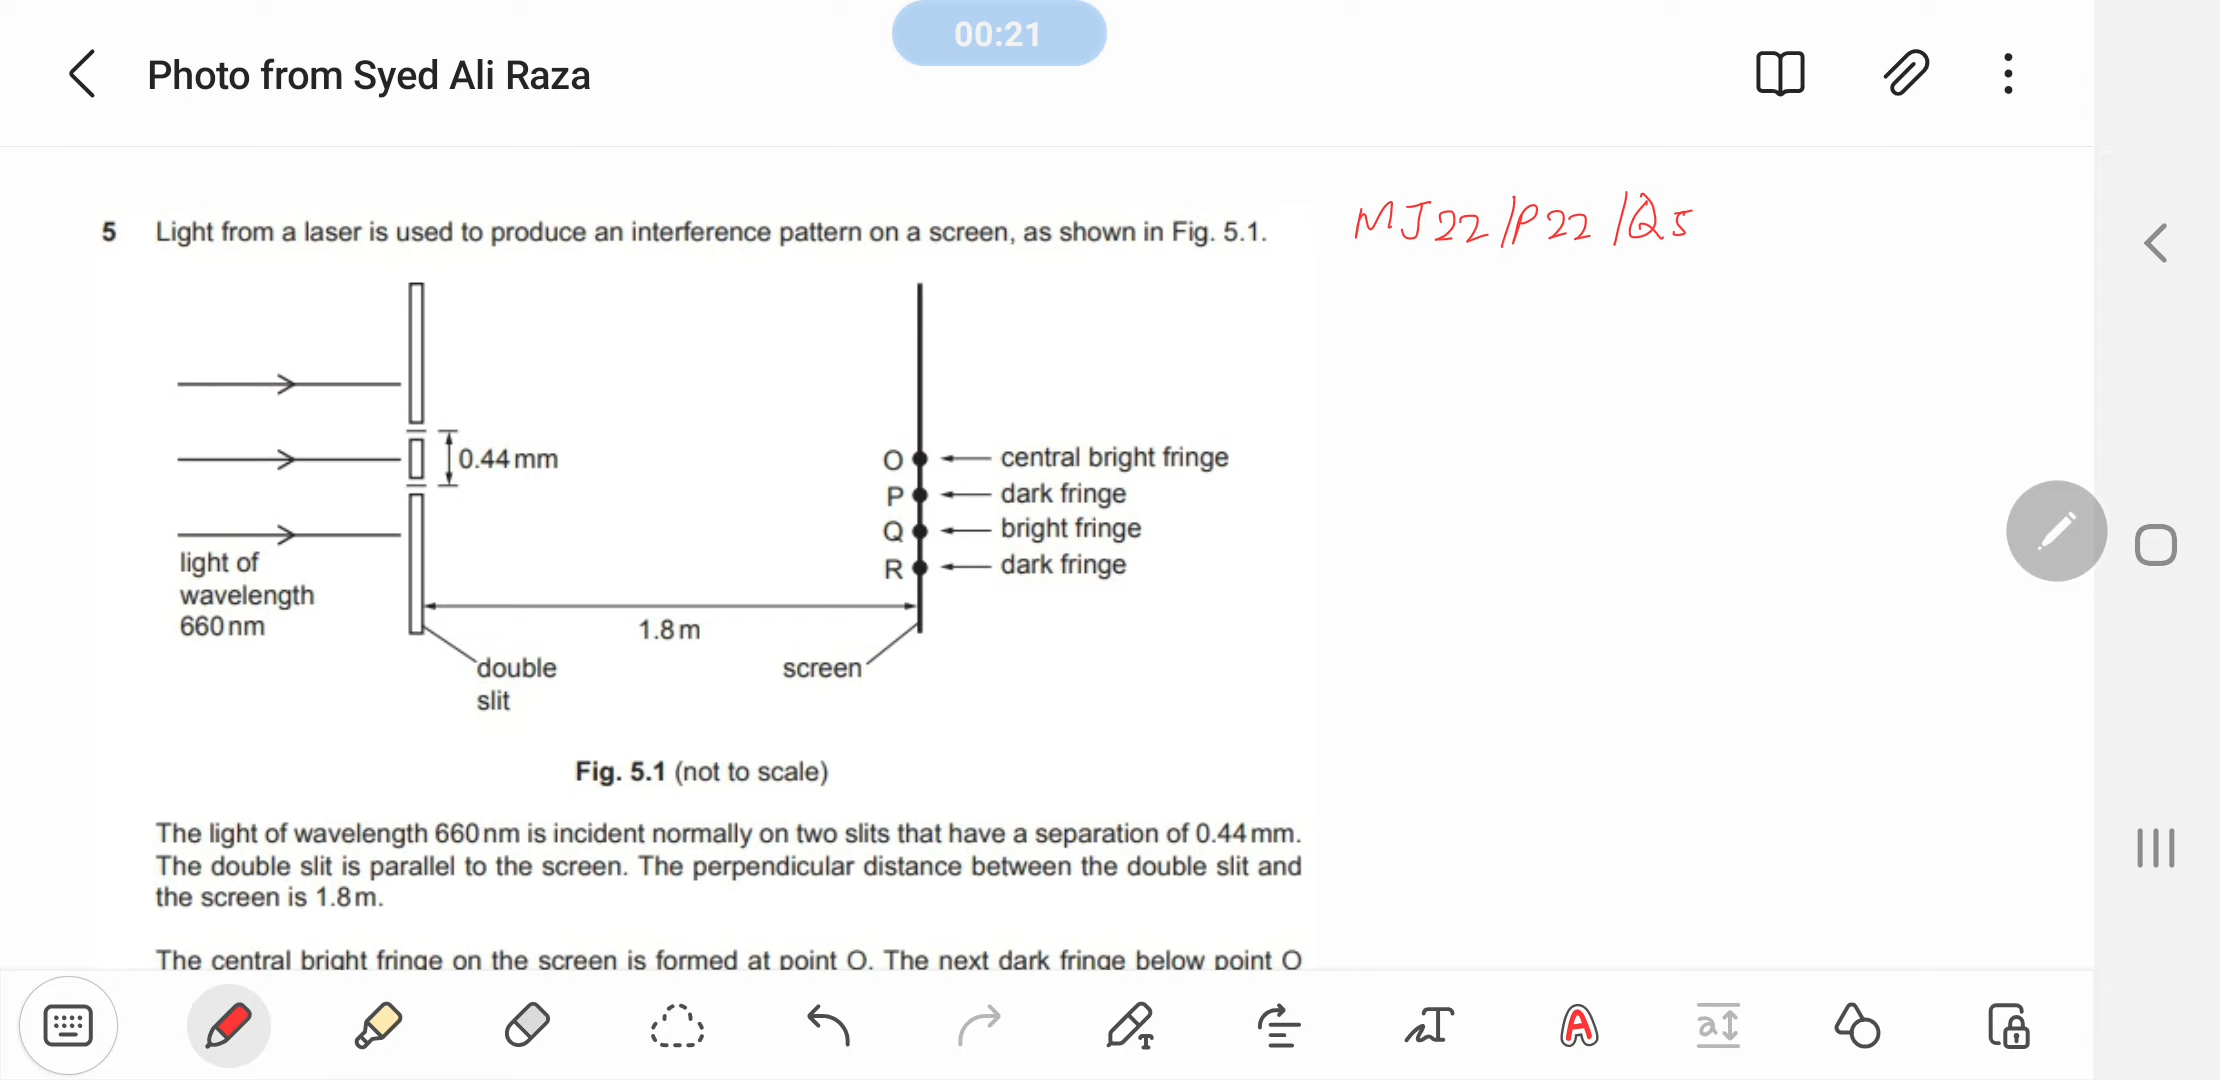 00:21
Photo from Syed Ali Raza
MJ22/P22/Q5
5 Light from a laser is used to produce an interference pattern on a screen, as shown in Fig. 5.1.
0.44 mm
O central bright fringe
P dark fringe
Q bright fringe
R dark fringe
light of
wavelength
660 nm
1.8 m
double
slit
screen
Fig. 5.1 (not to scale)
The light of wavelength 660 nm is incident normally on two slits that have a separation of 0.44 mm.
The double slit is parallel to the screen. The perpendicular distance between the double slit and
the screen is 1.8 m.
The central bright fringe on the screen is formed at point O. The next dark fringe below point O
T
T
A
a